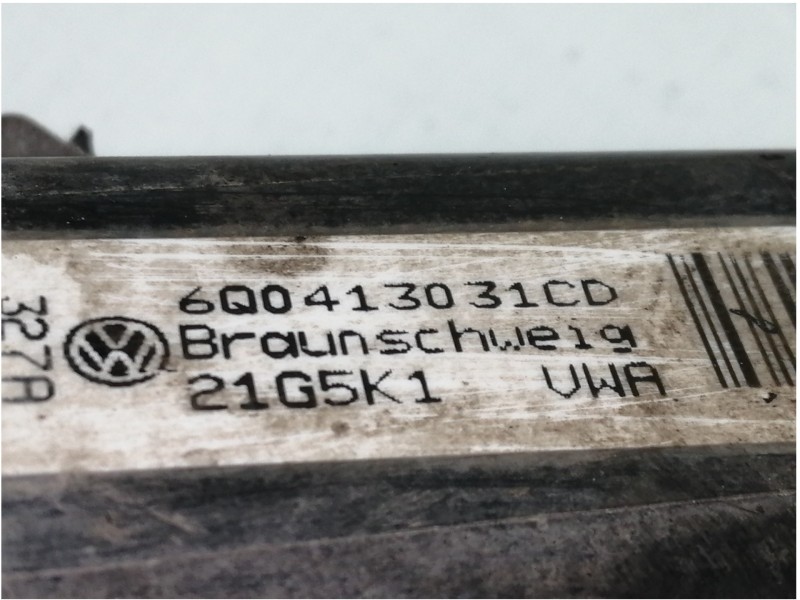 6Q0413031CD
Braunschweig
21G5K1 VWA
327A